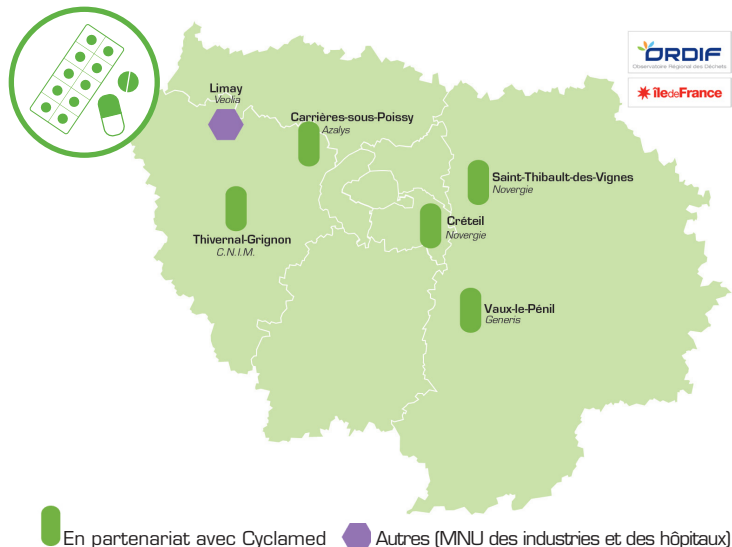 ORDIF
Observatoire Régional des Déchets
îledeFrance
Limay
Veolia
Carrières-sous-Poissy
Azalys
Saint-Thibault-des-Vignes
Novergie
Créteil
Novergie
Thivernal-Grignon
C.N.I.M.
Vaux-le-Pénil
Generis
En partenariat avec Cyclamed
Autres (MNU des industries et des hôpitaux)